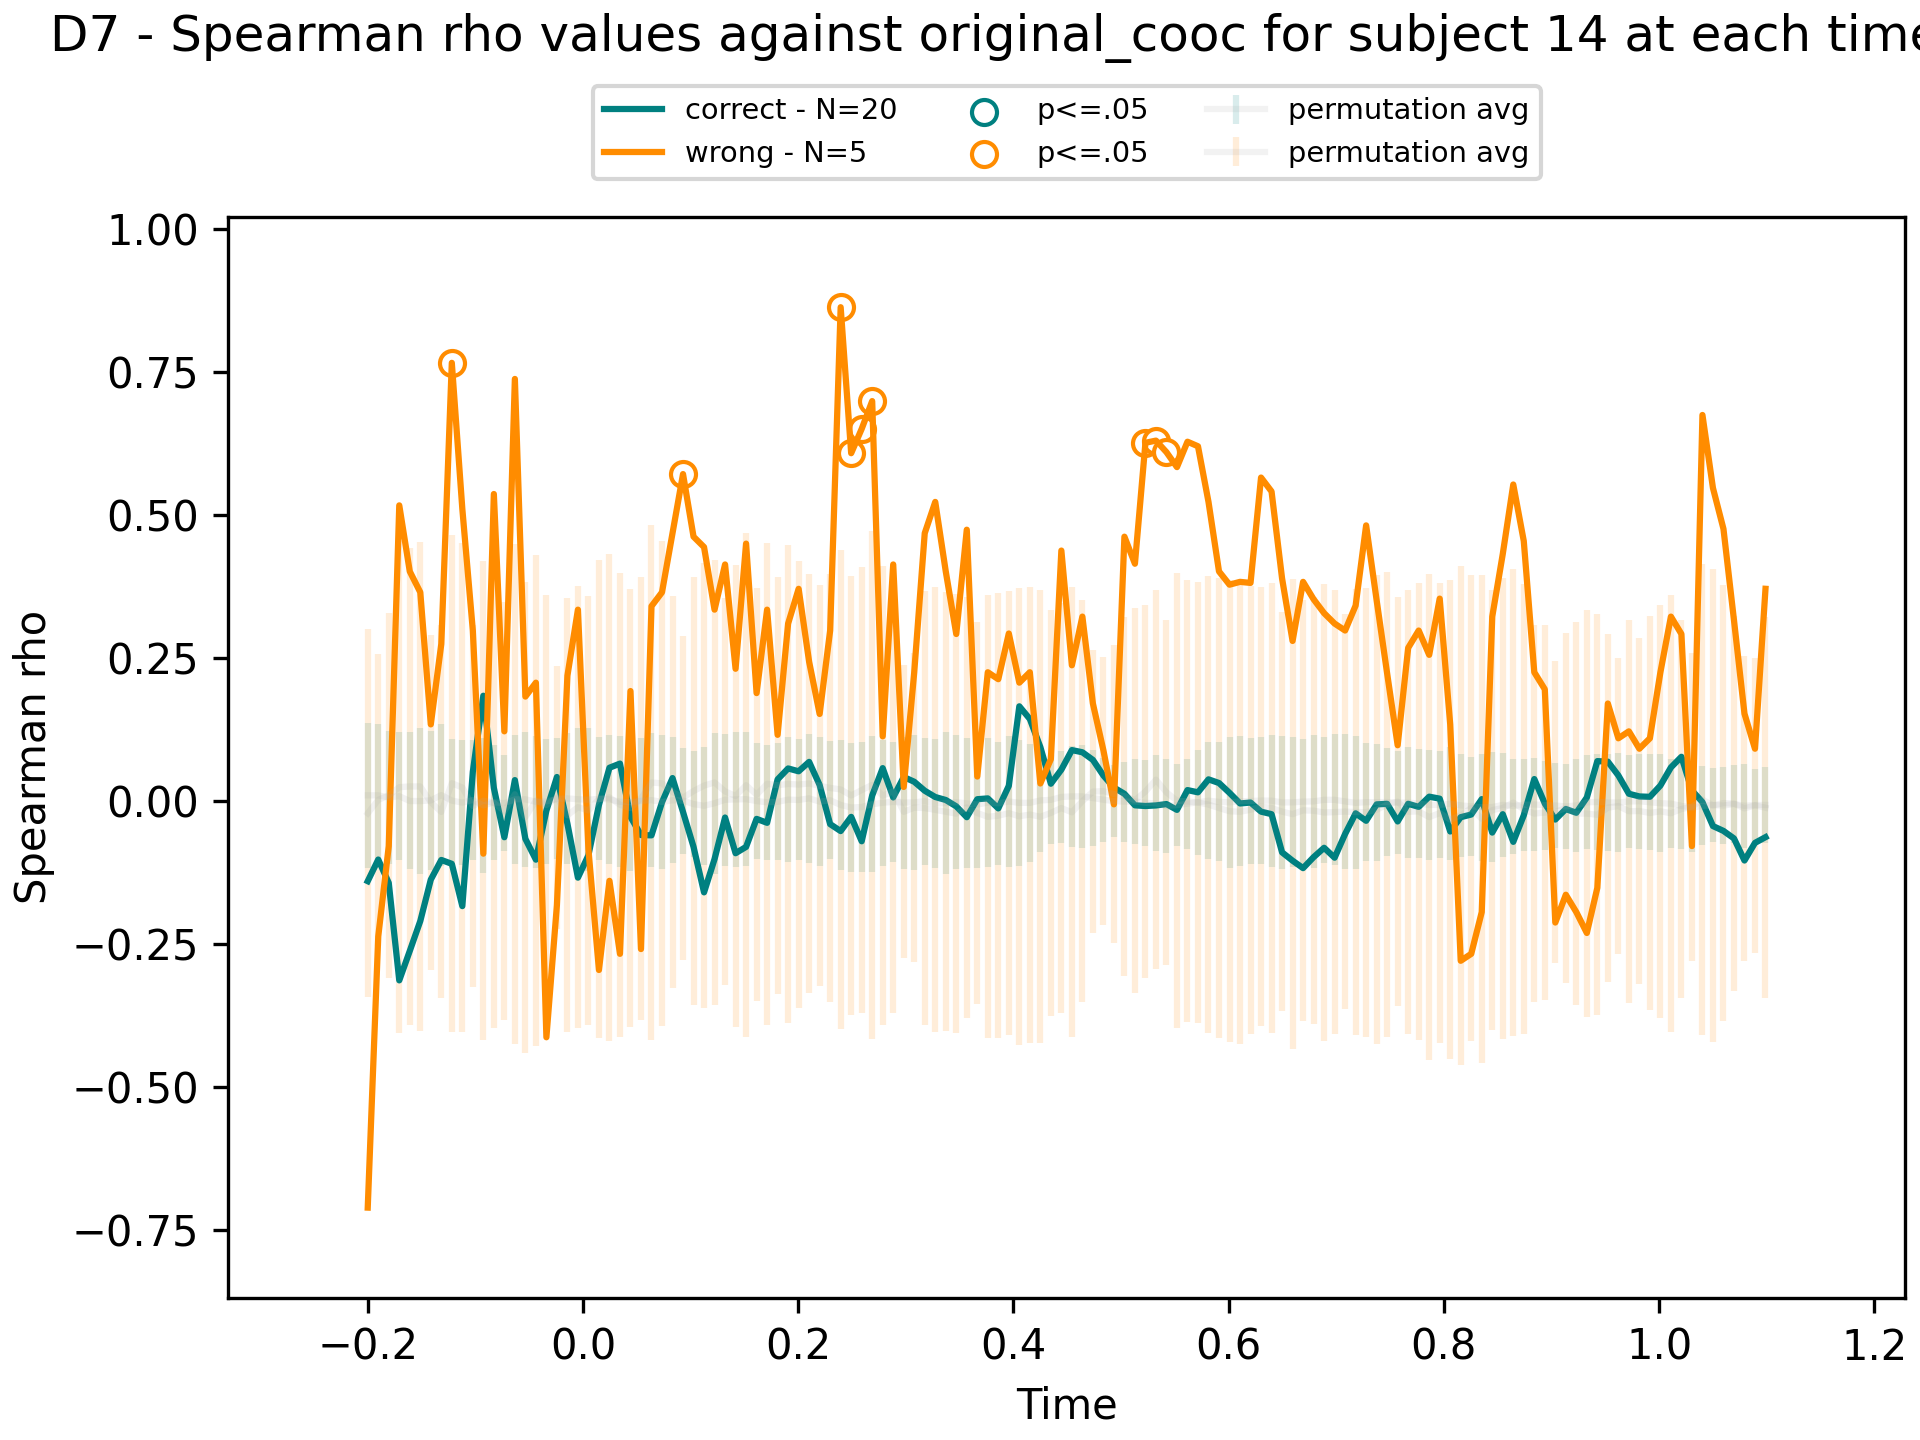 D7 - Spearman rho values against original_cooc for subject 14 at each time
correct - N=20 p<=.05 permutation avg
wrong - N=5 p<=.05 permutation avg
1.00
0.75
0.50
0.25
0.00
−0.25
−0.50
−0.75
Spearman rho
−0.2 0.0 0.2 0.4 0.6 0.8 1.0 1.2
Time